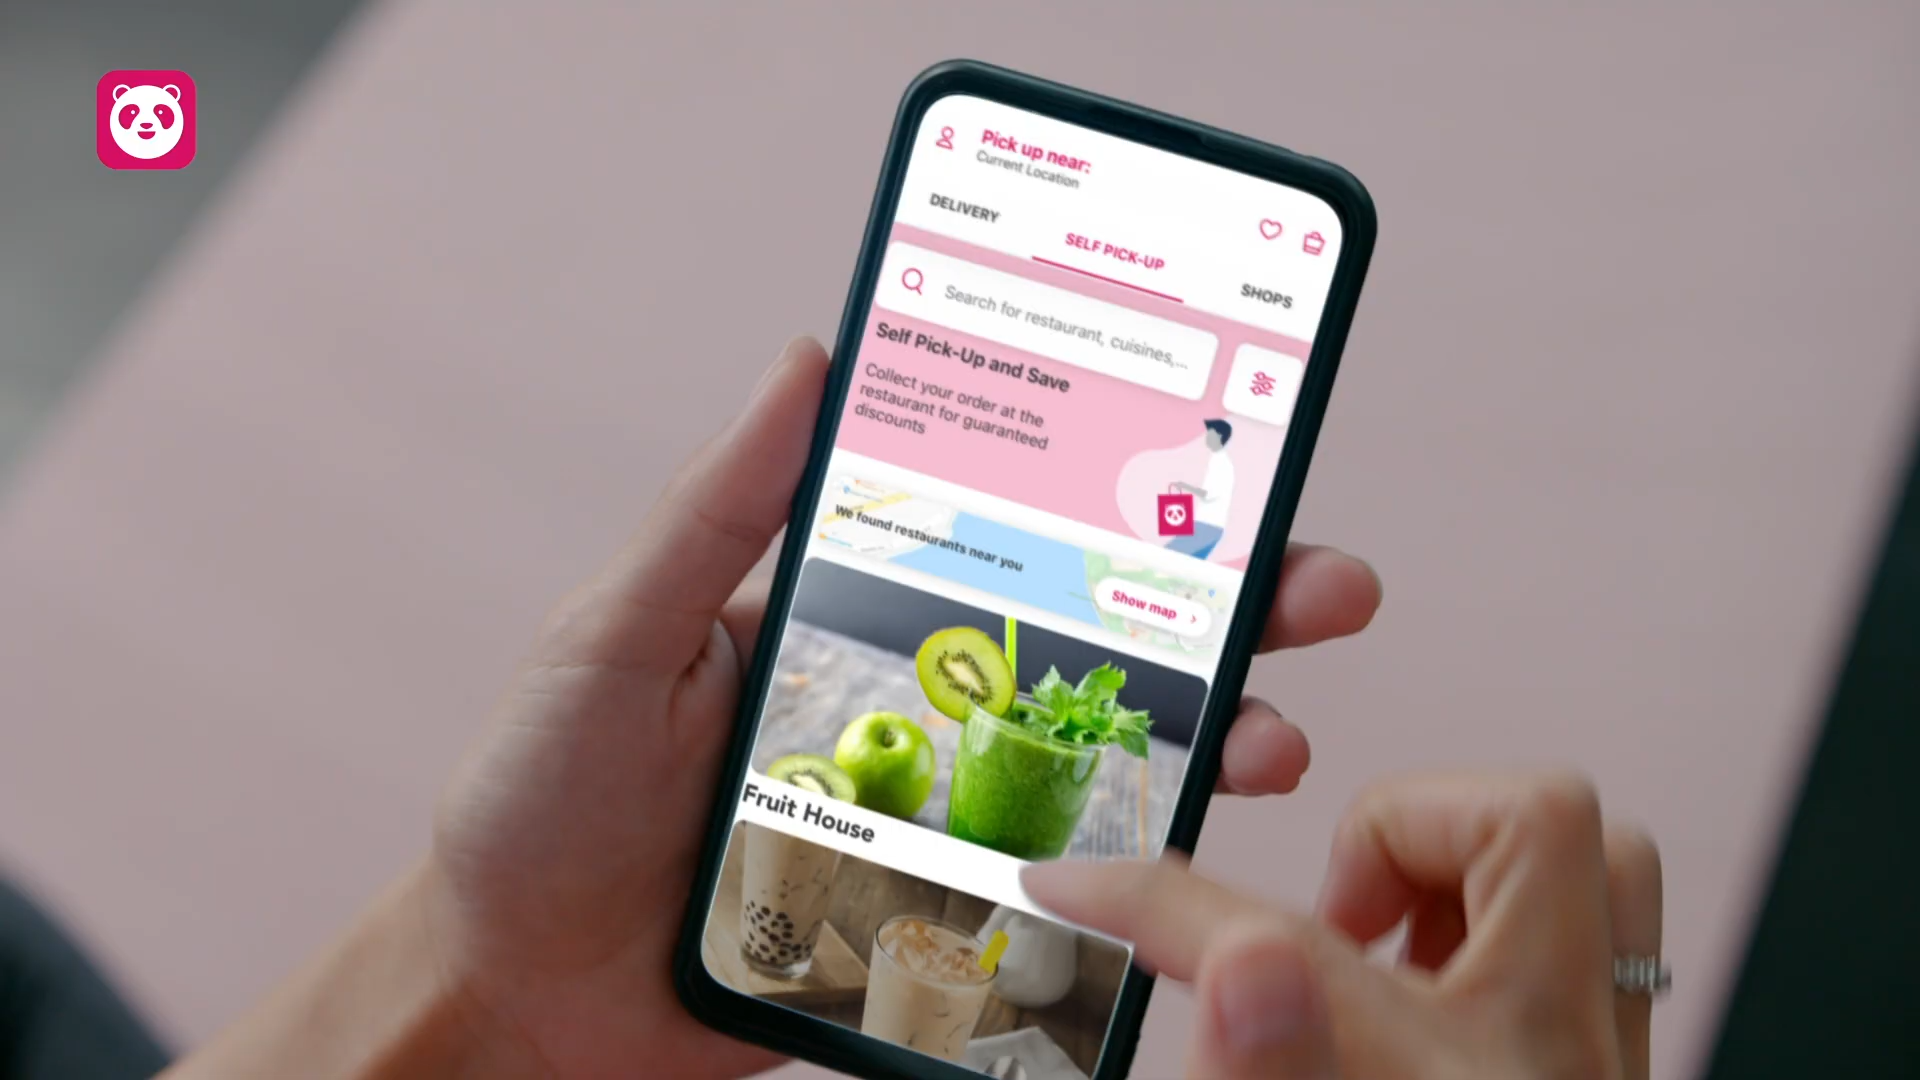 Pick up near:
Current Location
DELIVERY
SELF PICK-UP
SHOPS
Search for restaurant, cuisines,...
Self Pick-Up and Save
Collect your order at the
restaurant for guaranteed
discounts
We found restaurants near you
Show map
Fruit House